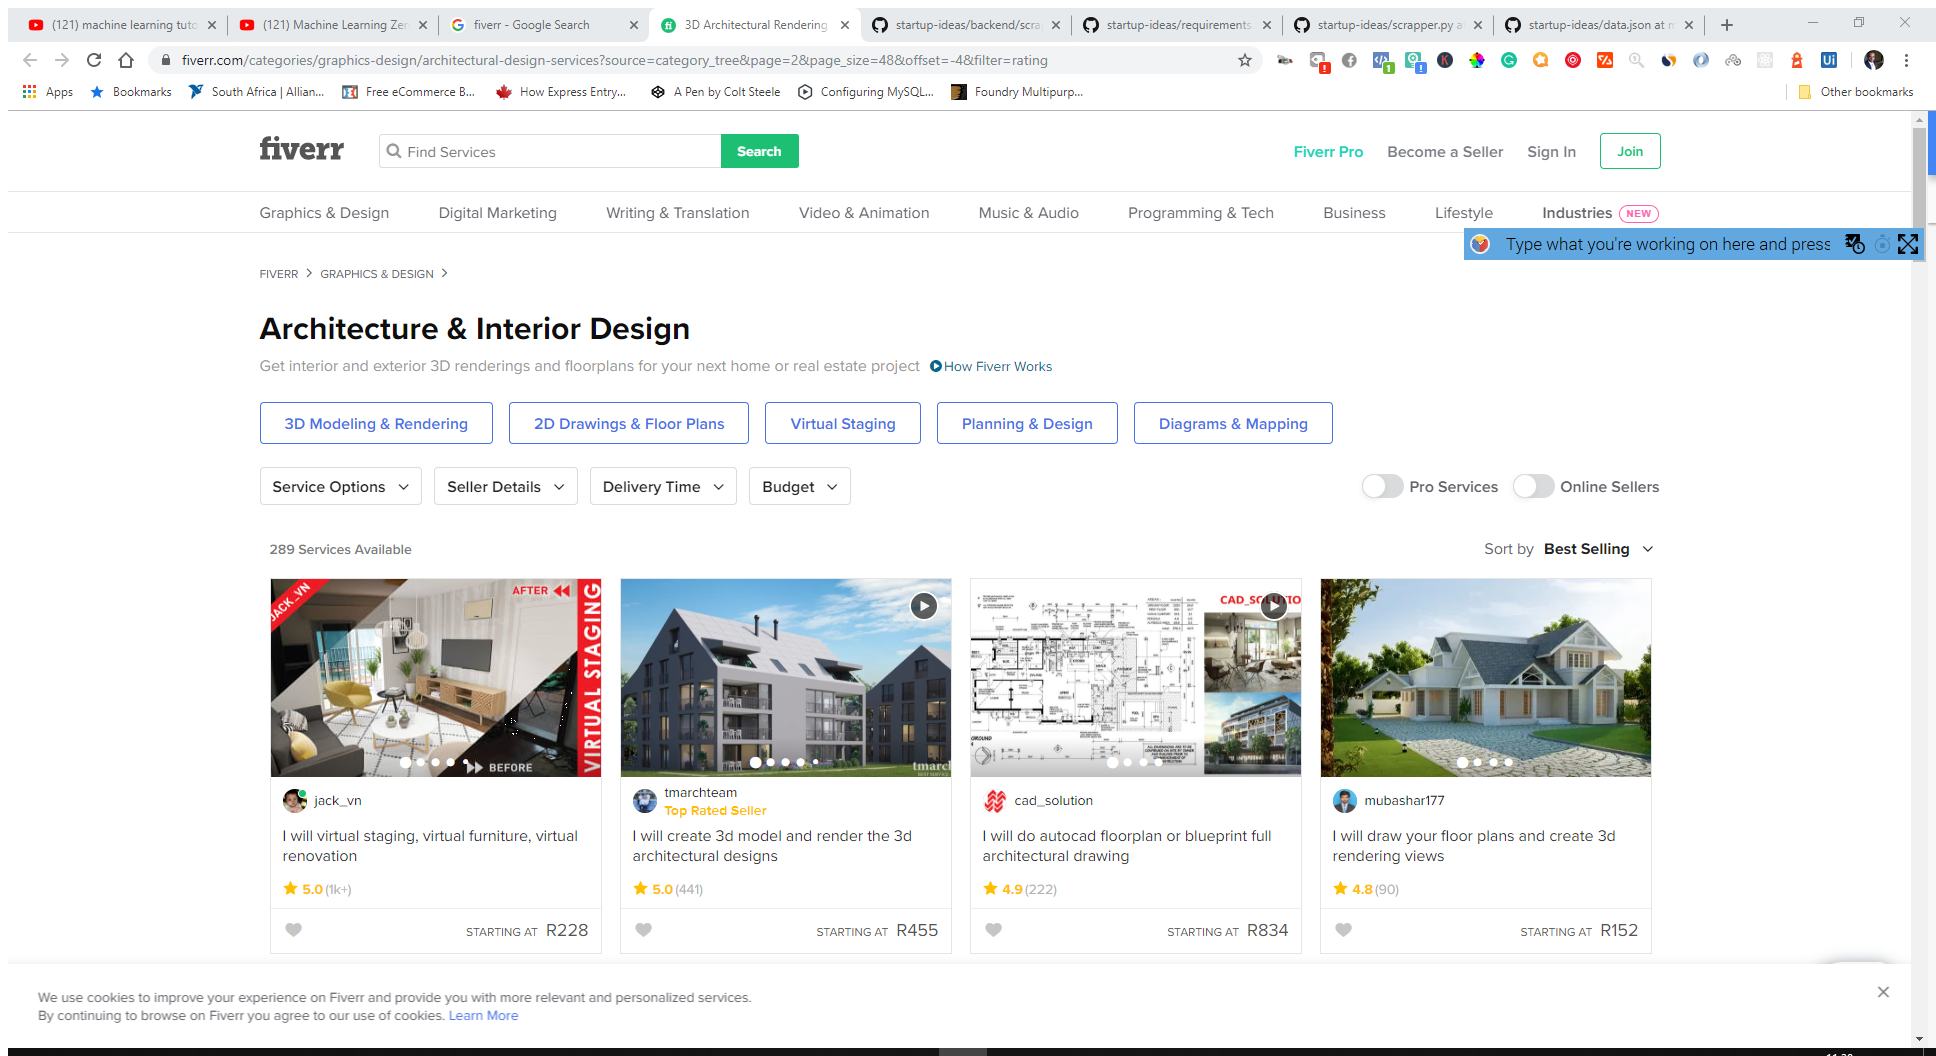 (121) machine learning tuto
(121) Machine Learning Zer
fiverr - Google Search
3D Architectural Rendering
startup-ideas/backend/scra
startup-ideas/requirements
startup-ideas/scrapper.py a
startup-ideas/data.json at m
fiverr.com/categories/graphics-design/architectural-design-services?source=category_tree&page=2&page_size=48&offset=-4&filter=rating
Apps
Bookmarks
South Africa | Allian...
Free eCommerce B...
How Express Entry...
A Pen by Colt Steele
Configuring MySQL...
Foundry Multipurp...
Other bookmarks
fiverr
Find Services
Search
Fiverr Pro
Become a Seller
Sign In
Join
Graphics & Design
Digital Marketing
Writing & Translation
Video & Animation
Music & Audio
Programming & Tech
Business
Lifestyle
Industries NEW
Type what you're working on here and press
FIVERR > GRAPHICS & DESIGN >
Architecture & Interior Design
Get interior and exterior 3D renderings and floorplans for your next home or real estate project
How Fiverr Works
3D Modeling & Rendering
2D Drawings & Floor Plans
Virtual Staging
Planning & Design
Diagrams & Mapping
Service Options
Seller Details
Delivery Time
Budget
Pro Services
Online Sellers
289 Services Available
Sort by Best Selling
JACK_VN
AFTER
VIRTUAL STAGING
BEFORE
jack_vn
I will virtual staging, virtual furniture, virtual
renovation
5.0 (1k+)
STARTING AT R228
tmarch
tmarchteam
Top Rated Seller
I will create 3d model and render the 3d
architectural designs
5.0 (441)
STARTING AT R455
CAD_SOLUTIO
cad_solution
I will do autocad floorplan or blueprint full
architectural drawing
4.9 (222)
STARTING AT R834
mubashar177
I will draw your floor plans and create 3d
rendering views
4.8 (90)
STARTING AT R152
We use cookies to improve your experience on Fiverr and provide you with more relevant and personalized services.
By continuing to browse on Fiverr you agree to our use of cookies. Learn More